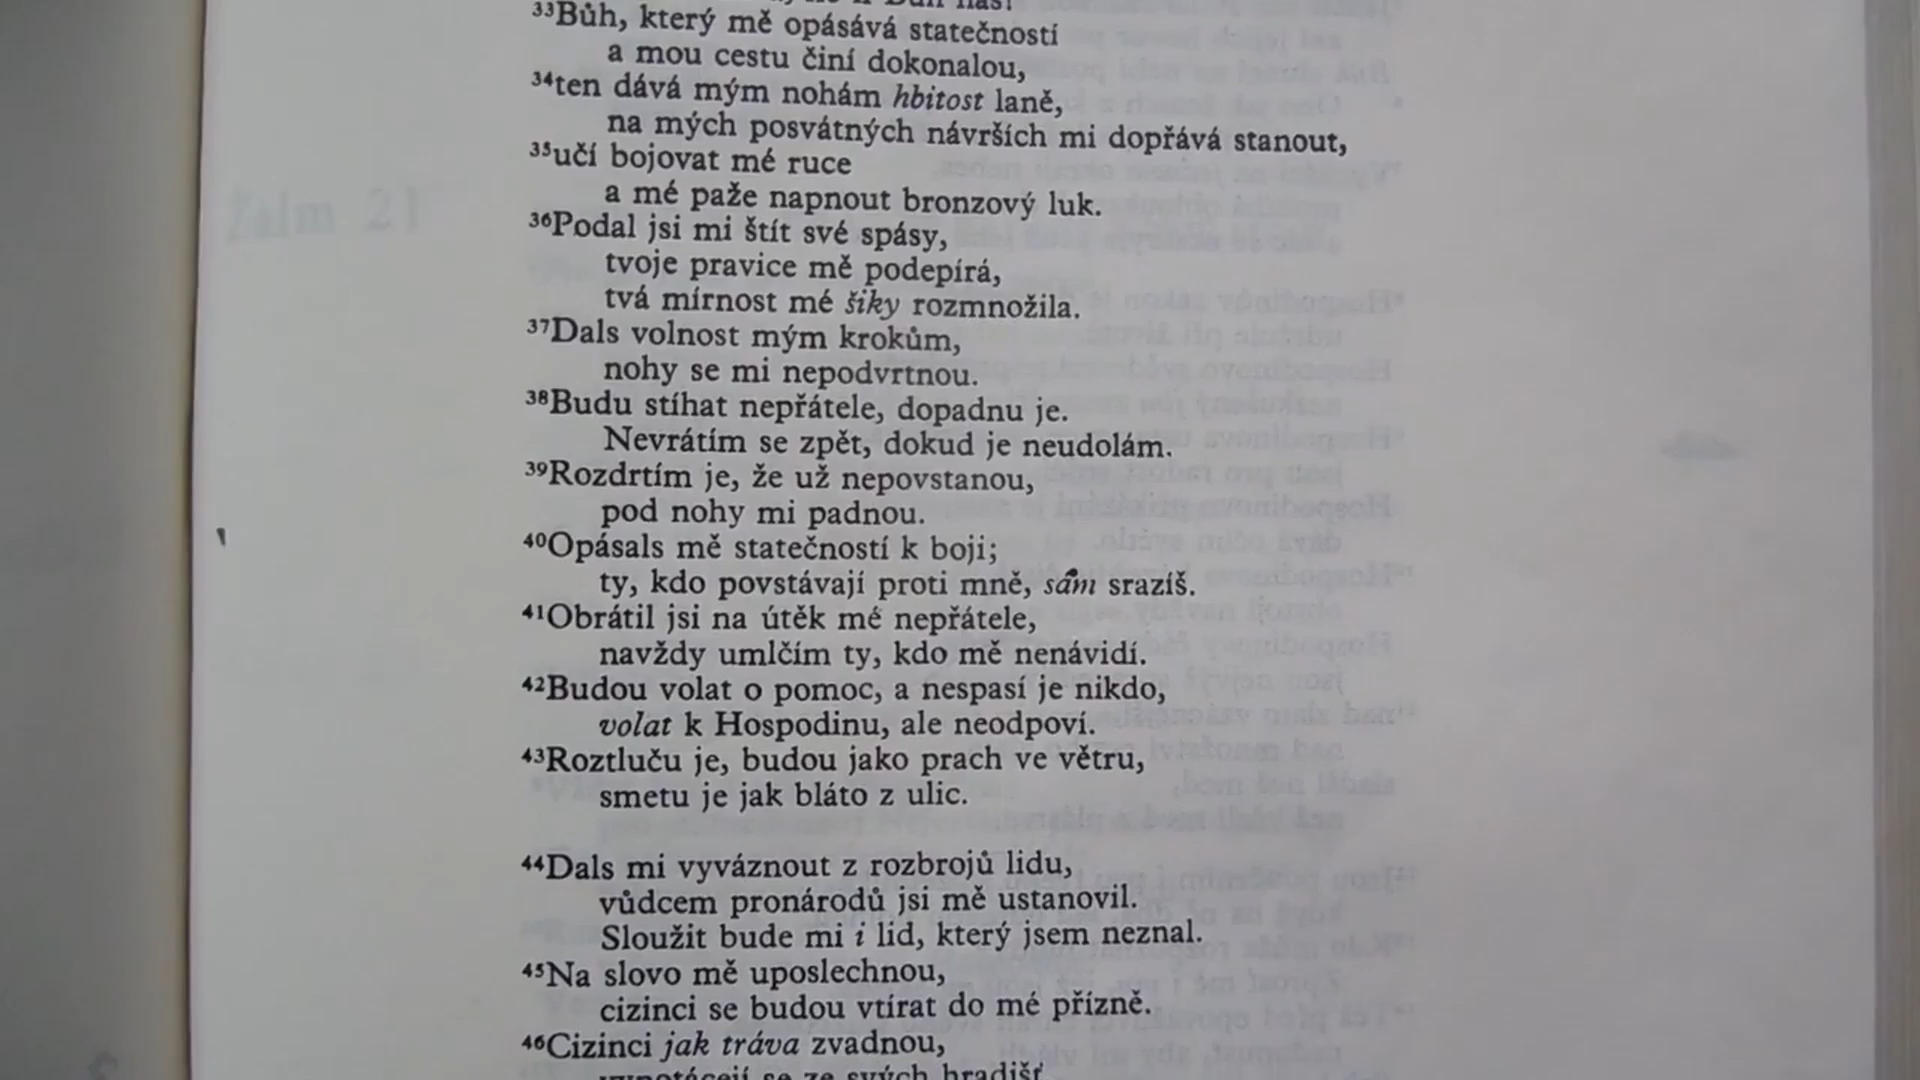 ³³Bůh, který mě opásává statečností
a mou cestu činí dokonalou,
³⁴ten dává mým nohám hbitost laně,
na mých posvátných návrších mi dopřává stanout,
³⁵učí bojovat mé ruce
a mé paže napnout bronzový luk.
³⁶Podal jsi mi štít své spásy,
tvoje pravice mě podepírá,
tvá mírnost mé šiky rozmnožila.
³⁷Dals volnost mým krokům,
nohy se mi nepodvrtnou.
³⁸Budu stíhat nepřátele, dopadnu je.
Nevrátím se zpět, dokud je neudolám.
³⁹Rozdrtím je, že už nepovstanou,
pod nohy mi padnou.
⁴⁰Opásals mě statečností k boji;
ty, kdo povstávají proti mně, sám srazíš.
⁴¹Obrátil jsi na útěk mé nepřátele,
navždy umlčím ty, kdo mě nenávidí.
⁴²Budou volat o pomoc, a nespasí je nikdo,
volat k Hospodinu, ale neodpoví.
⁴³Roztluču je, budou jako prach ve větru,
smetu je jak bláto z ulic.
⁴⁴Dals mi vyváznout z rozbrojů lidu,
vůdcem pronárodů jsi mě ustanovil.
Sloužit bude mi i lid, který jsem neznal.
⁴⁵Na slovo mě uposlechnou,
cizinci se budou vtírat do mé přízně.
⁴⁶Cizinci jak tráva zvadnou,
vypotácejí se ze svých hradišť
Žalm 21